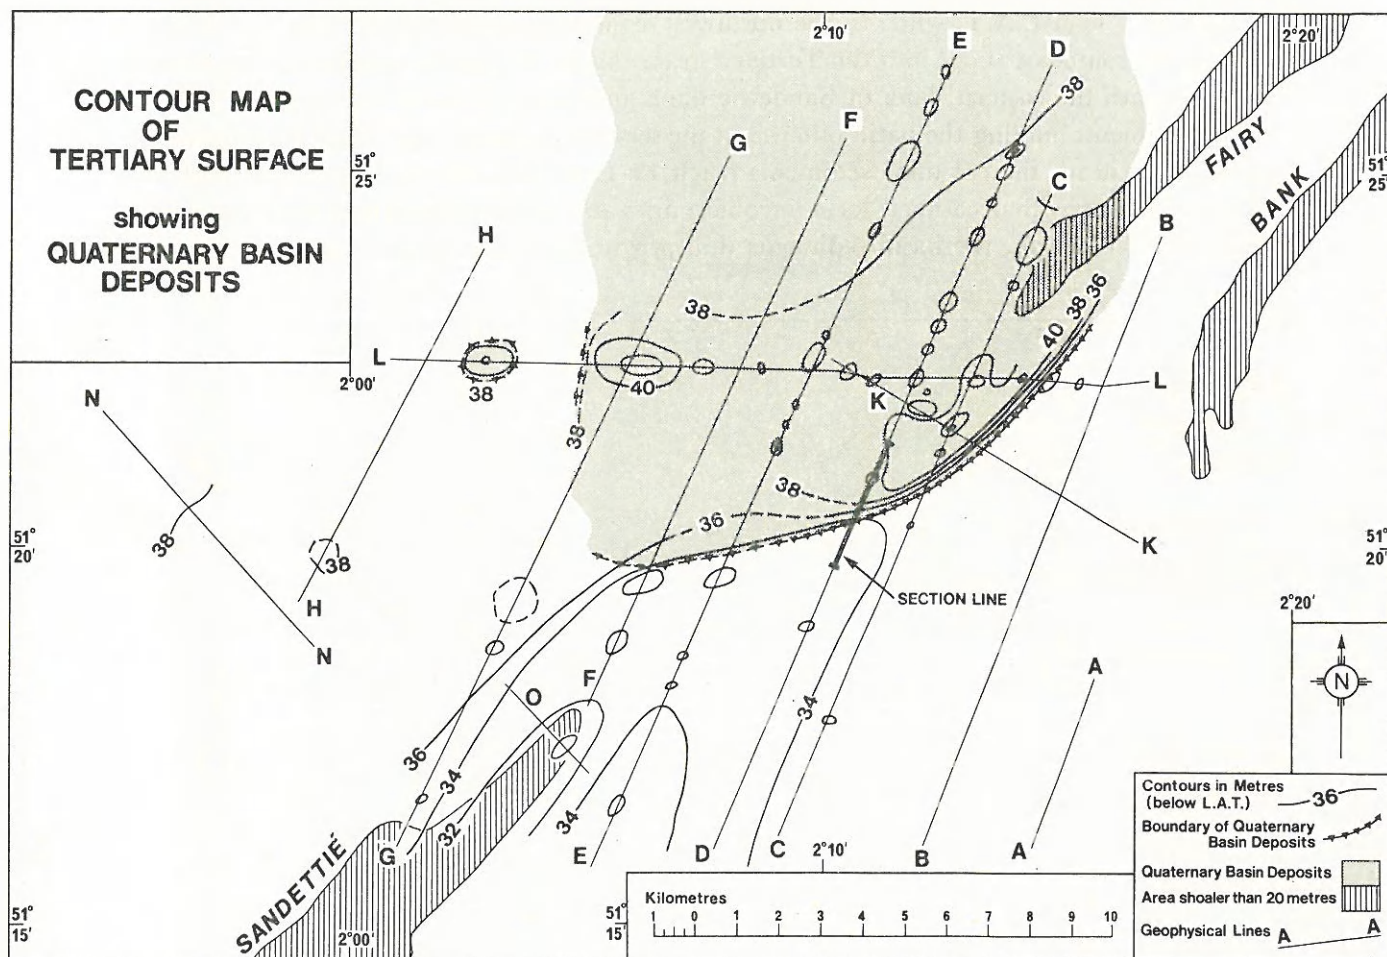 CONTOUR MAP
OF
TERTIARY SURFACE
showing
QUATERNARY BASIN
DEPOSITS
2°10'
2°20'
E
D
F
G
38
51°
25'
FAIRY
BANK
51°
25'
C
B
H
38
36
38
40
L
2°00'
38
40
L
N
K
38
38
36
38
51°
20'
38
H
N
K
51°
20'
SECTION LINE
2°20'
O
F
A
34
N
36
34
32
34
G
E
D
C
2°10'
B
A
SANDETTIÉ
51°
15'
2°00'
51°
15'
Kilometres
1 0 1 2 3 4 5 6 7 8 9 10
Contours in Metres
(below L.A.T.) 36
Boundary of Quaternary
Basin Deposits
Quaternary Basin Deposits
Area shoaler than 20 metres
Geophysical Lines A A